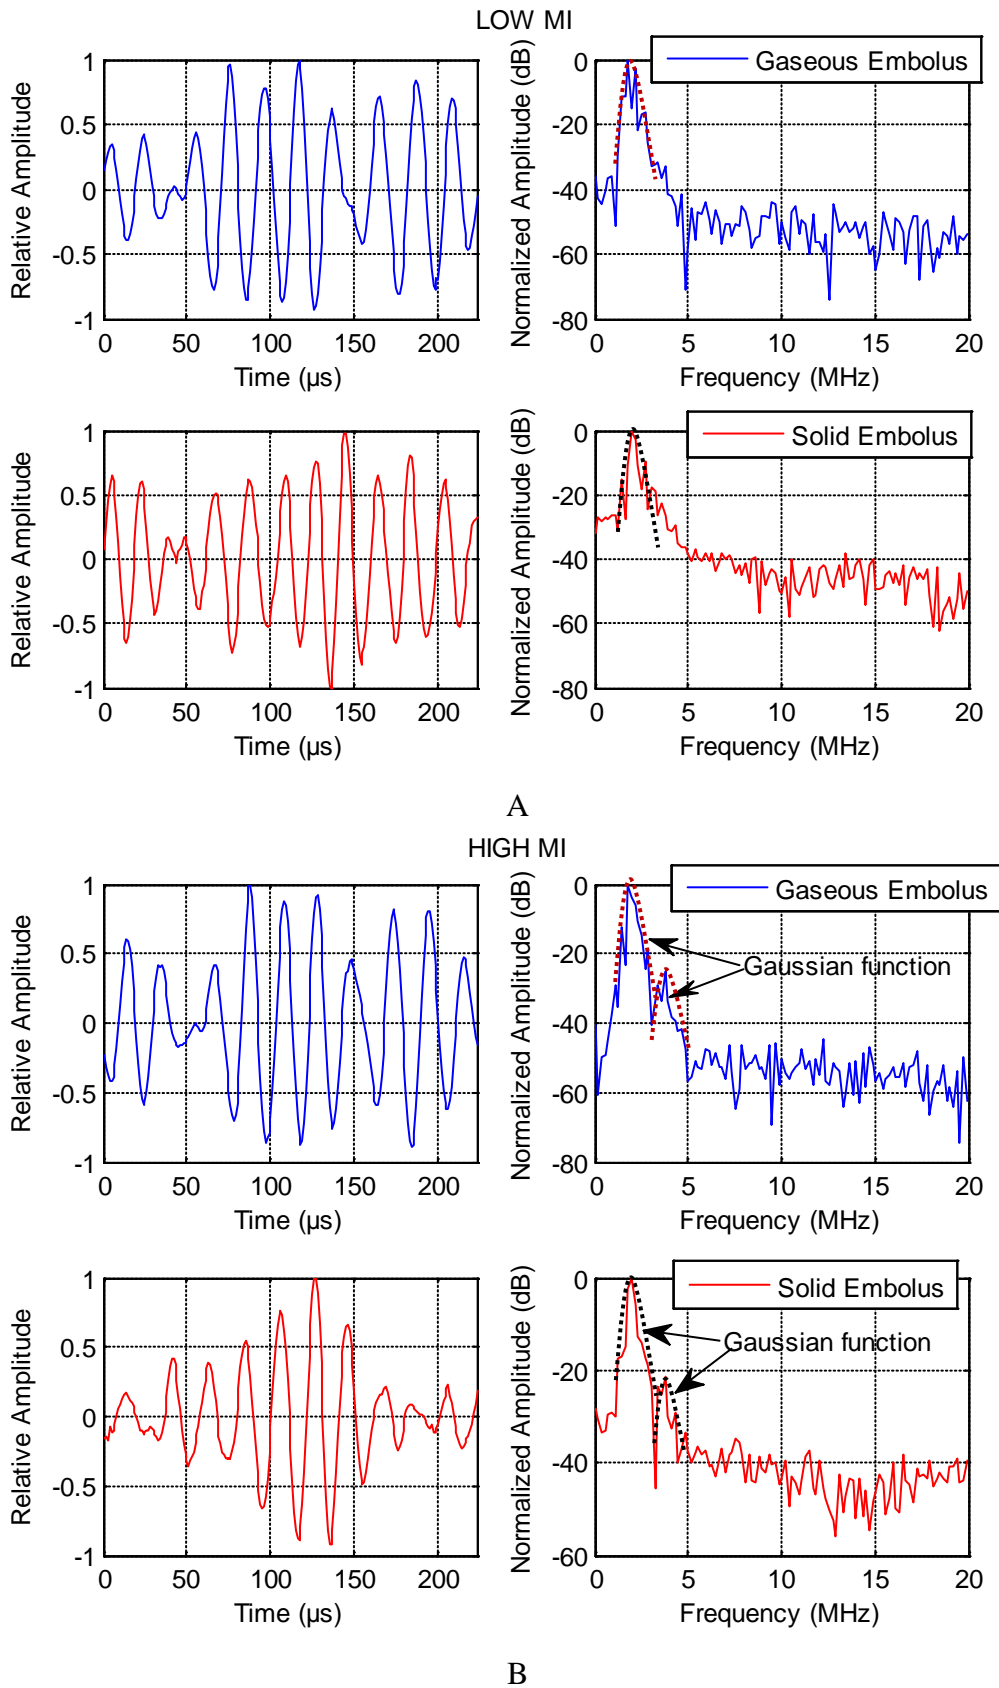 LOW MI
Relative Amplitude
1
0.5
0
-0.5
-1
0 50 100 150 200
Time (µs)
Normalized Amplitude (dB)
0
-20
-40
-60
-80
0 5 10 15 20
Frequency (MHz)
Gaseous Embolus
Relative Amplitude
1
0.5
0
-0.5
-1
0 50 100 150 200
Time (µs)
Normalized Amplitude (dB)
0
-20
-40
-60
-80
0 5 10 15 20
Frequency (MHz)
Solid Embolus
A
HIGH MI
Relative Amplitude
1
0.5
0
-0.5
-1
0 50 100 150 200
Time (µs)
Normalized Amplitude (dB)
0
-20
-40
-60
-80
0 5 10 15 20
Frequency (MHz)
Gaseous Embolus
Gaussian function
Relative Amplitude
1
0.5
0
-0.5
-1
0 50 100 150 200
Time (µs)
Normalized Amplitude (dB)
0
-20
-40
-60
0 5 10 15 20
Frequency (MHz)
Solid Embolus
Gaussian function
B